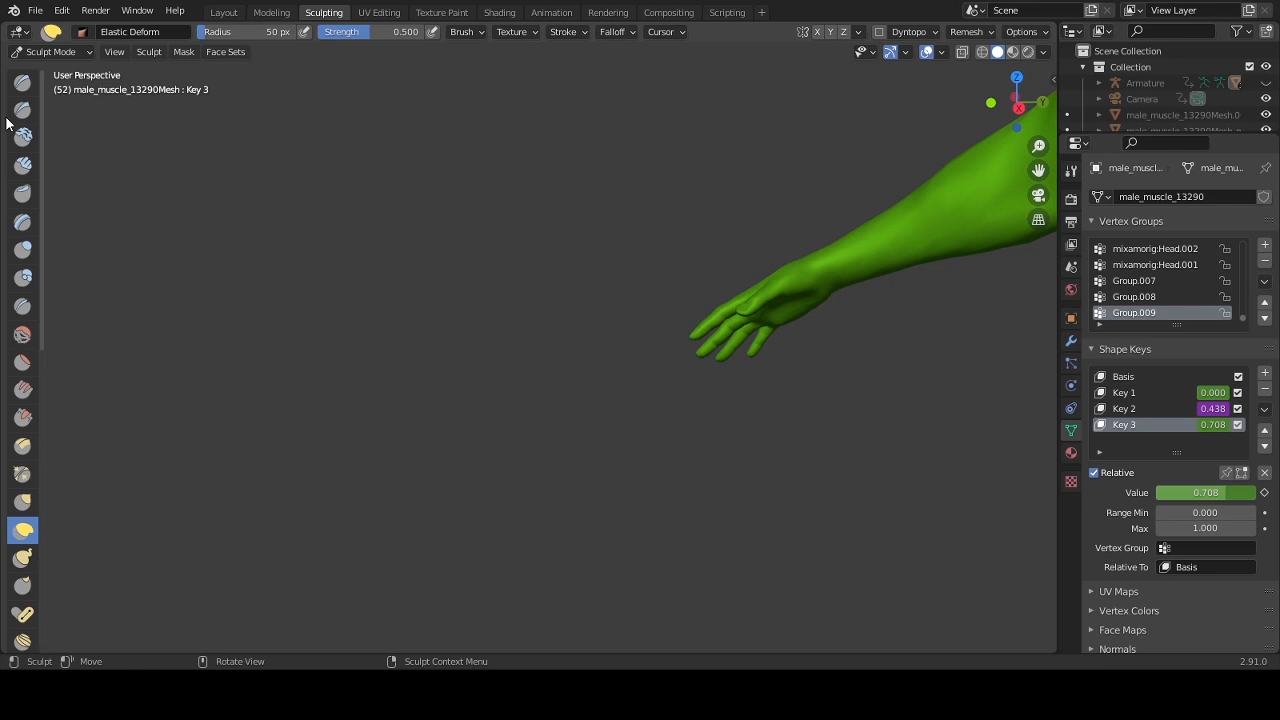 File Edit Render Window Help Layout Modeling Sculpting UV Editing Texture Paint Shading Animation Rendering Compositing Scripting + Scene View Layer
Elastic Deform Radius 50 px Strength 0.500 Brush Texture Stroke Falloff Cursor X Y Z Dyntopo Remesh Options
Sculpt Mode View Sculpt Mask Face Sets
Scene Collection
Collection
Armature
Camera
male_muscle_13290Mesh.0
User Perspective
(52) male_muscle_13290Mesh : Key 3
Z
Y
X
male_muscl... male_mu...
male_muscle_13290
Vertex Groups
mixamorig:Head.002
mixamorig:Head.001
Group.007
Group.008
Group.009
Shape Keys
Basis
Key 1 0.000
Key 2 0.438
Key 3 0.708
Relative
Value 0.708
Range Min 0.000
Max 1.000
Vertex Group
Relative To Basis
UV Maps
Vertex Colors
Face Maps
Normals
Sculpt Move Rotate View Sculpt Context Menu 2.91.0